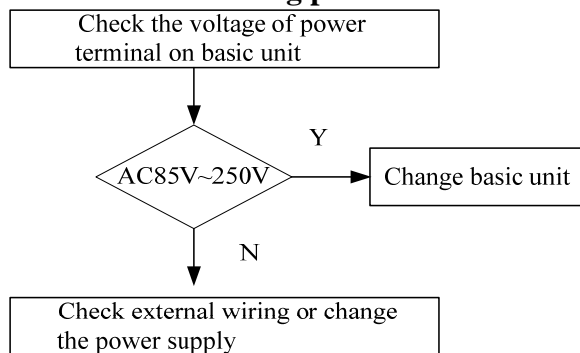 Check the voltage of power
terminal on basic unit
Y
AC85V~250V
Change basic unit
N
Check external wiring or change
the power supply